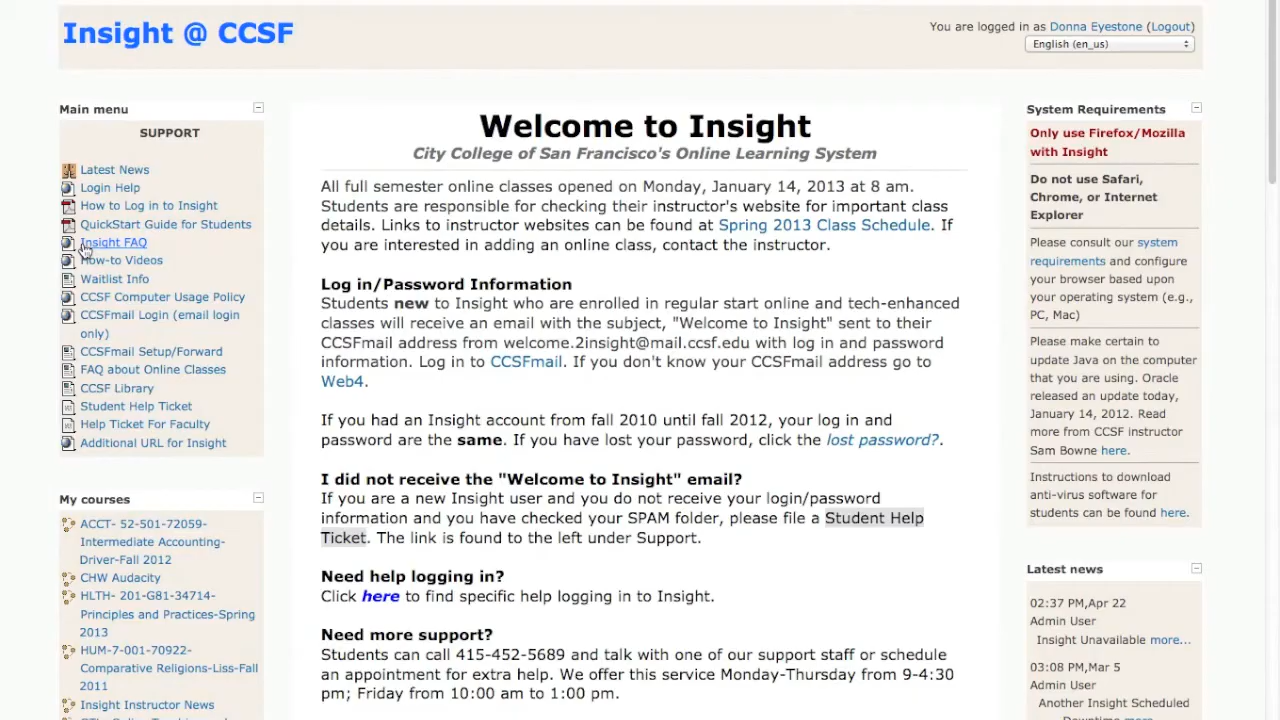 Insight @ CCSF
You are logged in as Donna Eyestone (Logout)
English (en_us)
Main menu
SUPPORT
Latest News
Login Help
How to Log in to Insight
QuickStart Guide for Students
Insight FAQ
How-to Videos
Waitlist Info
CCSF Computer Usage Policy
CCSFmail Login (email login
only)
CCSFmail Setup/Forward
FAQ about Online Classes
CCSF Library
Student Help Ticket
Help Ticket For Faculty
Additional URL for Insight
My courses
ACCT- 52-501-72059-
Intermediate Accounting-
Driver-Fall 2012
CHW Audacity
HLTH- 201-G81-34714-
Principles and Practices-Spring
2013
HUM-7-001-70922-
Comparative Religions-Liss-Fall
2011
Insight Instructor News
Welcome to Insight
City College of San Francisco's Online Learning System
All full semester online classes opened on Monday, January 14, 2013 at 8 am.
Students are responsible for checking their instructor's website for important class
details. Links to instructor websites can be found at Spring 2013 Class Schedule. If
you are interested in adding an online class, contact the instructor.
Log in/Password Information
Students new to Insight who are enrolled in regular start online and tech-enhanced
classes will receive an email with the subject, "Welcome to Insight" sent to their
CCSFmail address from welcome.2insight@mail.ccsf.edu with log in and password
information. Log in to CCSFmail. If you don't know your CCSFmail address go to
Web4.
If you had an Insight account from fall 2010 until fall 2012, your log in and
password are the same. If you have lost your password, click the lost password?.
I did not receive the "Welcome to Insight" email?
If you are a new Insight user and you do not receive your login/password
information and you have checked your SPAM folder, please file a Student Help
Ticket. The link is found to the left under Support.
Need help logging in?
Click here to find specific help logging in to Insight.
Need more support?
Students can call 415-452-5689 and talk with one of our support staff or schedule
an appointment for extra help. We offer this service Monday-Thursday from 9-4:30
pm; Friday from 10:00 am to 1:00 pm.
System Requirements
Only use Firefox/Mozilla
with Insight
Do not use Safari,
Chrome, or Internet
Explorer
Please consult our system
requirements and configure
your browser based upon
your operating system (e.g.,
PC, Mac)
Please make certain to
update Java on the computer
that you are using. Oracle
released an update today,
January 14, 2012. Read
more from CCSF instructor
Sam Bowne here.
Instructions to download
anti-virus software for
students can be found here.
Latest news
02:37 PM,Apr 22
Admin User
Insight Unavailable more...
03:08 PM,Mar 5
Admin User
Another Insight Scheduled
Downtime more...